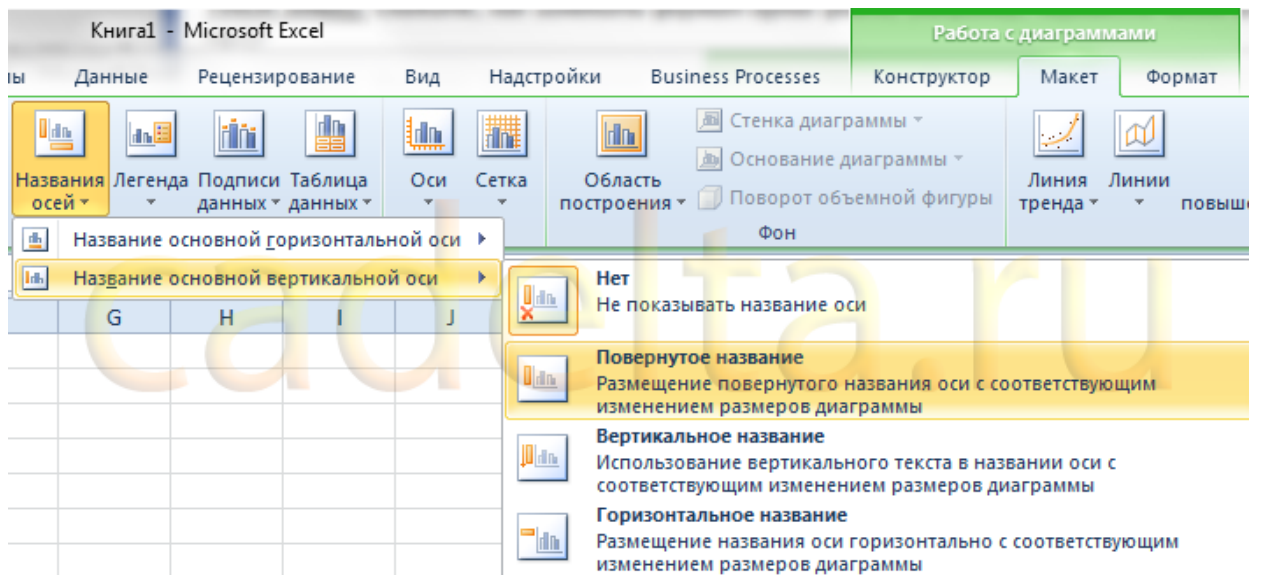 Книга1 - Microsoft Excel
Работа с диаграммами
Данные Рецензирование Вид Надстройки Business Processes Конструктор Макет Формат
Названия осей
Легенда
Подписи данных
Таблица данных
Оси
Сетка
Область построения
Стенка диаграммы
Основание диаграммы
Поворот объемной фигуры
Фон
Линия тренда
Линии
повыш
Название основной горизонтальной оси
Название основной вертикальной оси
G H I J
Нет
Не показывать название оси
Повернутое название
Размещение повернутого названия оси с соответствующим
изменением размеров диаграммы
Вертикальное название
Использование вертикального текста в названии оси с
соответствующим изменением размеров диаграммы
Горизонтальное название
Размещение названия оси горизонтально с соответствующим
изменением размеров диаграммы
cadelta.ru